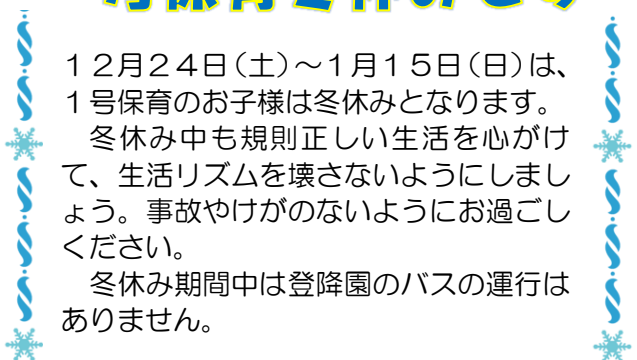 １２月２４日（土）～１月１５日（日）は、
１号保育のお子様は冬休みとなります。
冬休み中も規則正しい生活を心がけ
て、生活リズムを壊さないようにしまし
ょう。事故やけがのないようにお過ごし
ください。
冬休み期間中は登降園のバスの運行は
ありません。